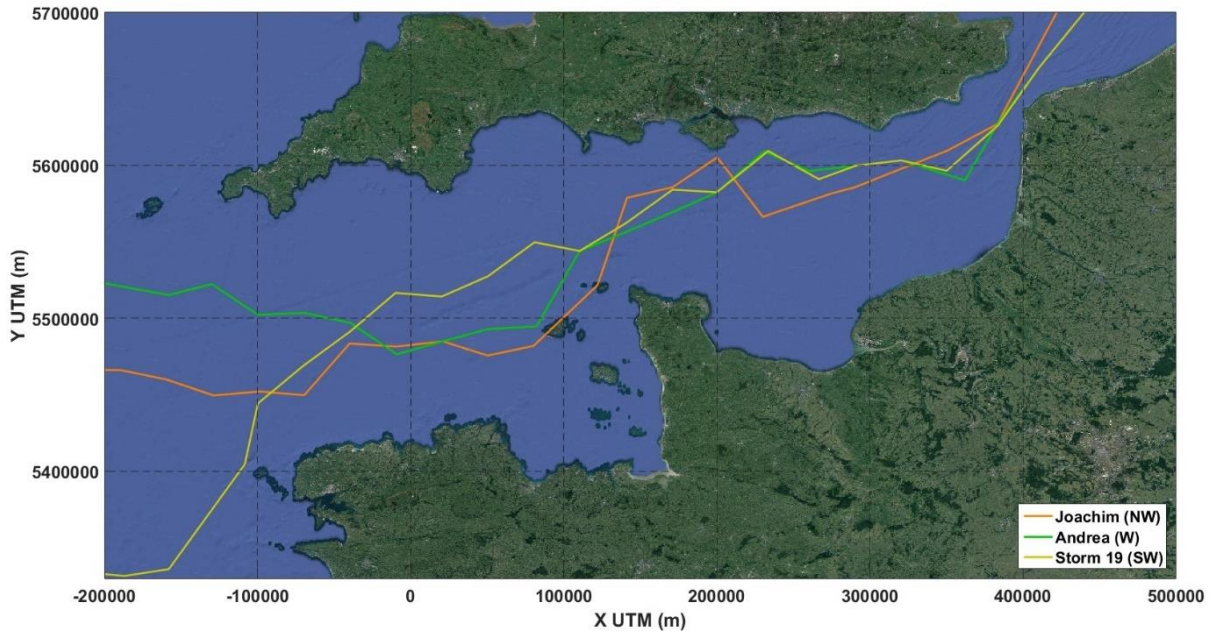 5700000
5600000
5500000
5400000
Y UTM (m)
-200000 -100000 0 100000 200000 300000 400000 500000
X UTM (m)
Joachim (NW)
Andrea (W)
Storm 19 (SW)